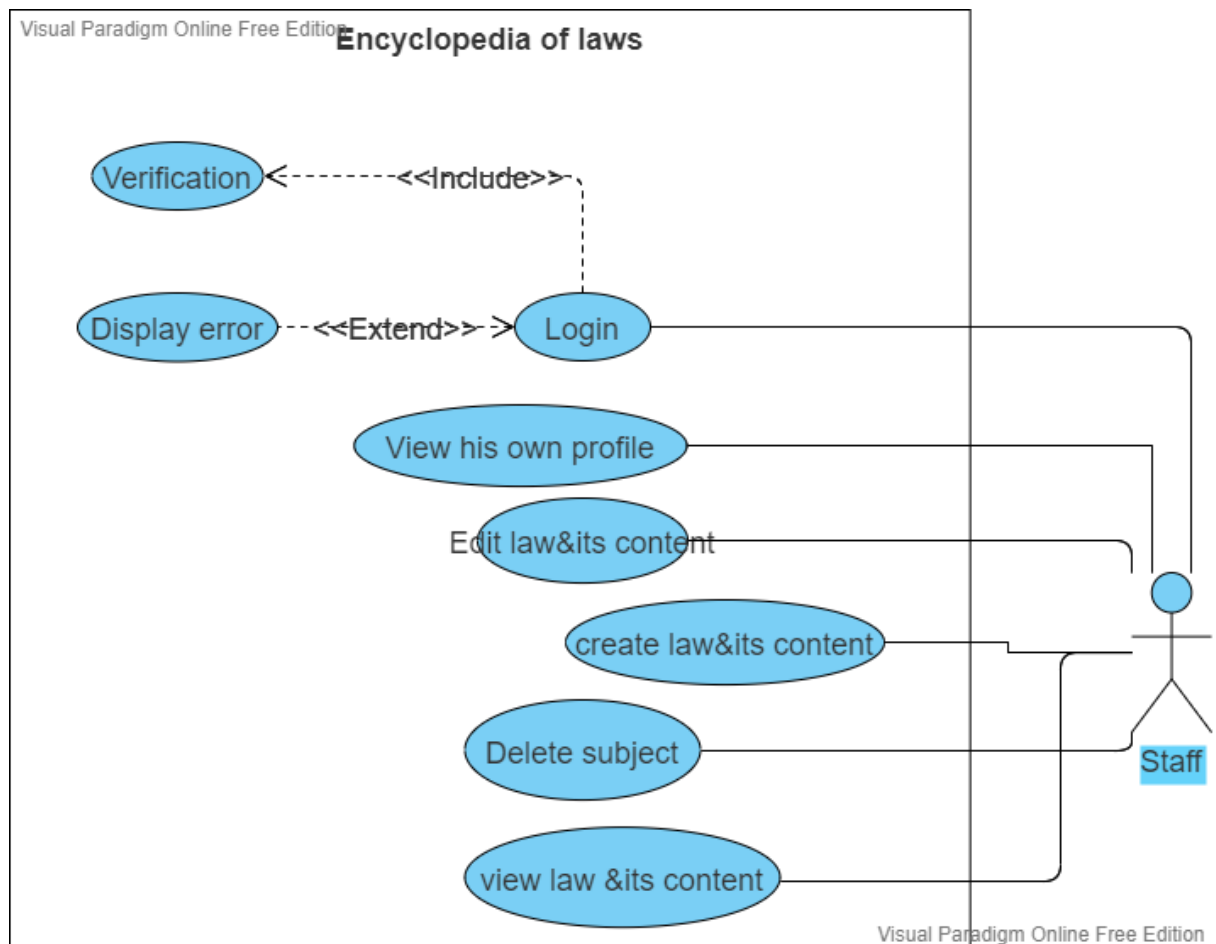 Visual Paradigm Online Free Edition
Encyclopedia of laws
Verification
<<Include>>
Display error
<<Extend>>
Login
View his own profile
Edit law&its content
create law&its content
Delete subject
Staff
view law &its content
Visual Paradigm Online Free Edition